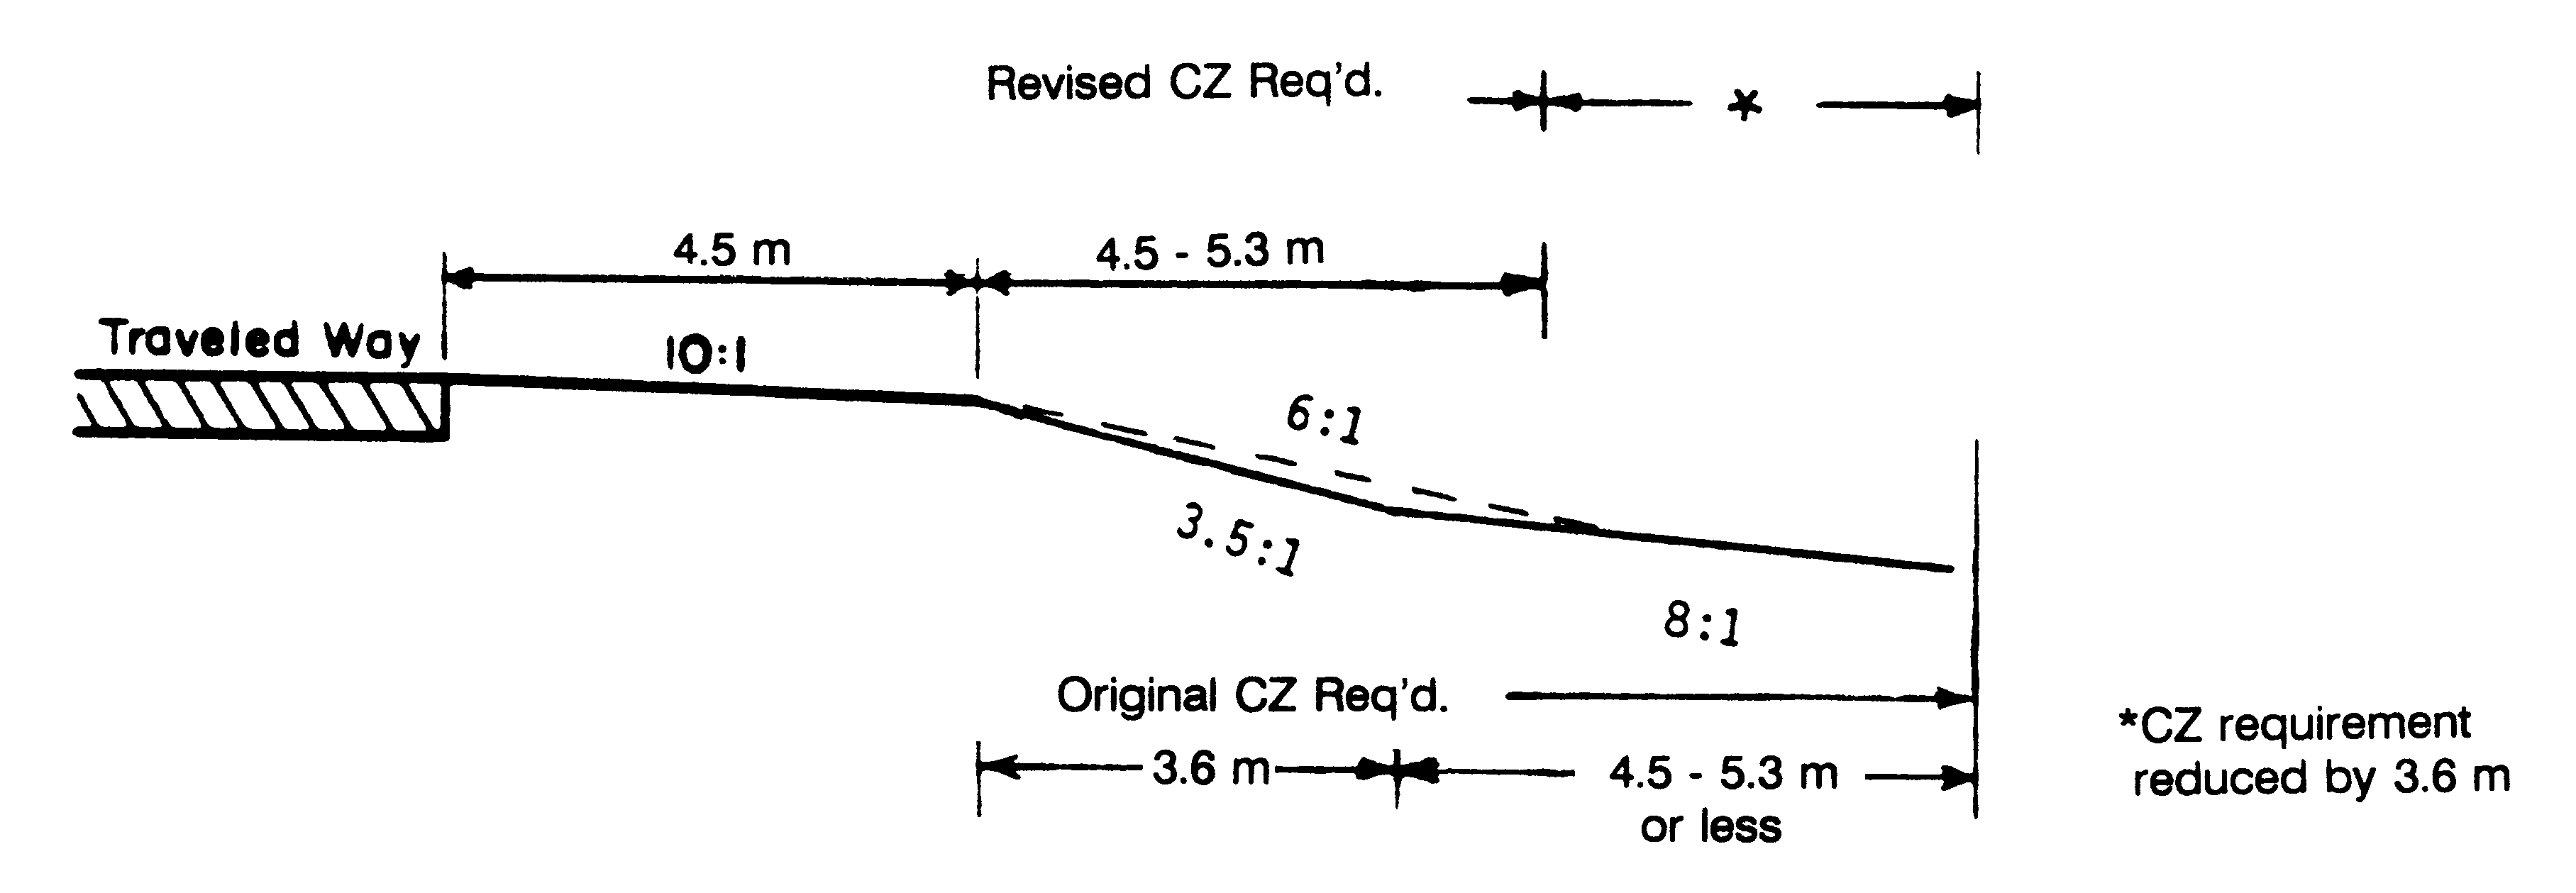 Revised CZ Req'd.
*
4.5 m
4.5 - 5.3 m
Traveled Way
10:1
6:1
3.5:1
8:1
Original CZ Req'd.
3.6 m
4.5 - 5.3 m
or less
*CZ requirement
reduced by 3.6 m